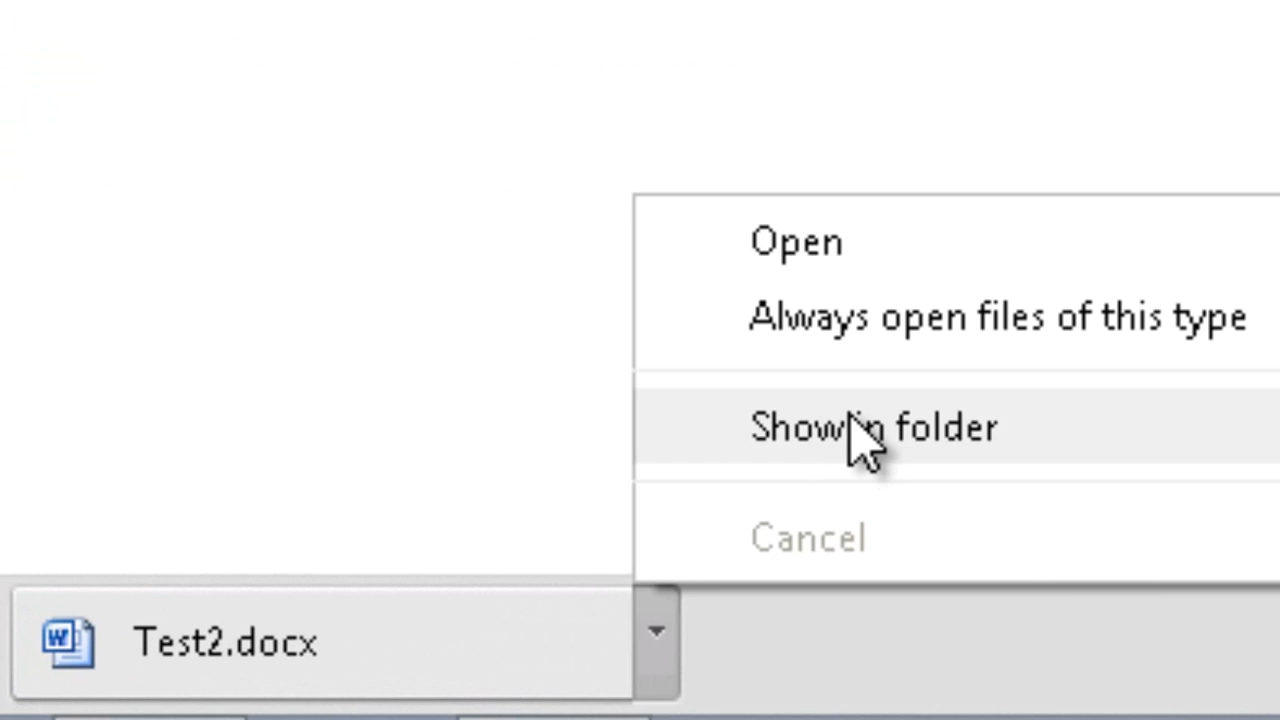 Open
Always open files of this type
Show in folder
Cancel
Test2.docx